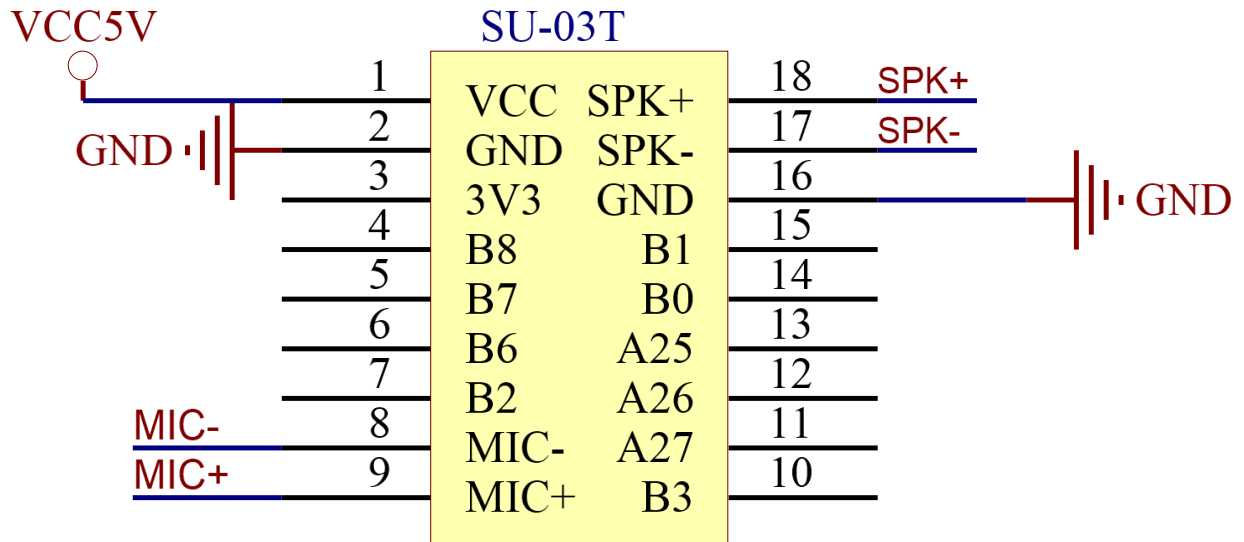 VCC5V SU-03T
1 VCC SPK+ 18 SPK+
GND 2 GND SPK- 17 SPK-
3 3V3 GND 16 GND
4 B8 B1 15
5 B7 B0 14
6 B6 A25 13
7 B2 A26 12
MIC- 8 MIC- A27 11
MIC+ 9 MIC+ B3 10